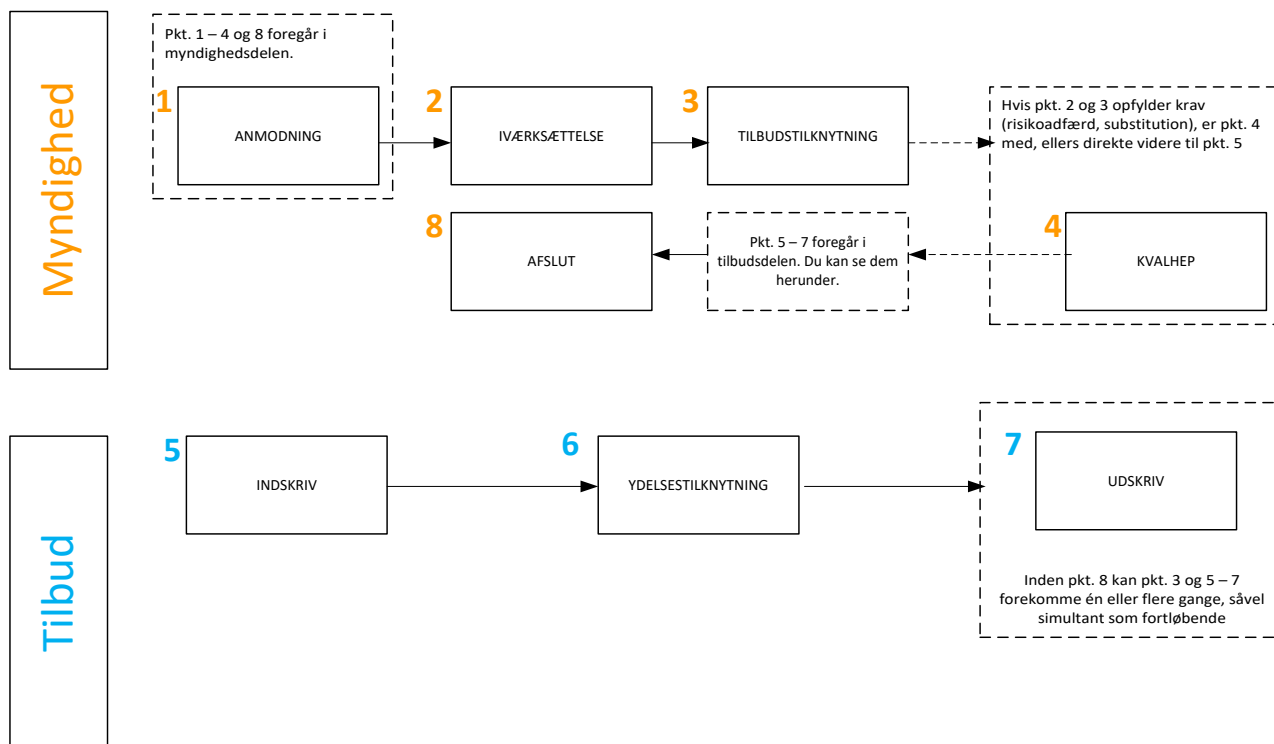 Myndighed
Pkt. 1 – 4 og 8 foregår i
myndighedsdelen.
1
ANMODNING
2
IVÆRKSÆTTELSE
3
TILBUDSTILKNYTNING
Hvis pkt. 2 og 3 opfylder krav
(risikoadfærd, substitution), er pkt. 4
med, ellers direkte videre til pkt. 5
4
KVALHEP
Pkt. 5 – 7 foregår i
tilbudsdelen. Du kan se dem
herunder.
8
AFSLUT
Tilbud
5
INDSKRIV
6
YDELSESTILKNYTNING
7
UDSKRIV
Inden pkt. 8 kan pkt. 3 og 5 – 7
forekomme én eller flere gange, såvel
simultant som fortløbende